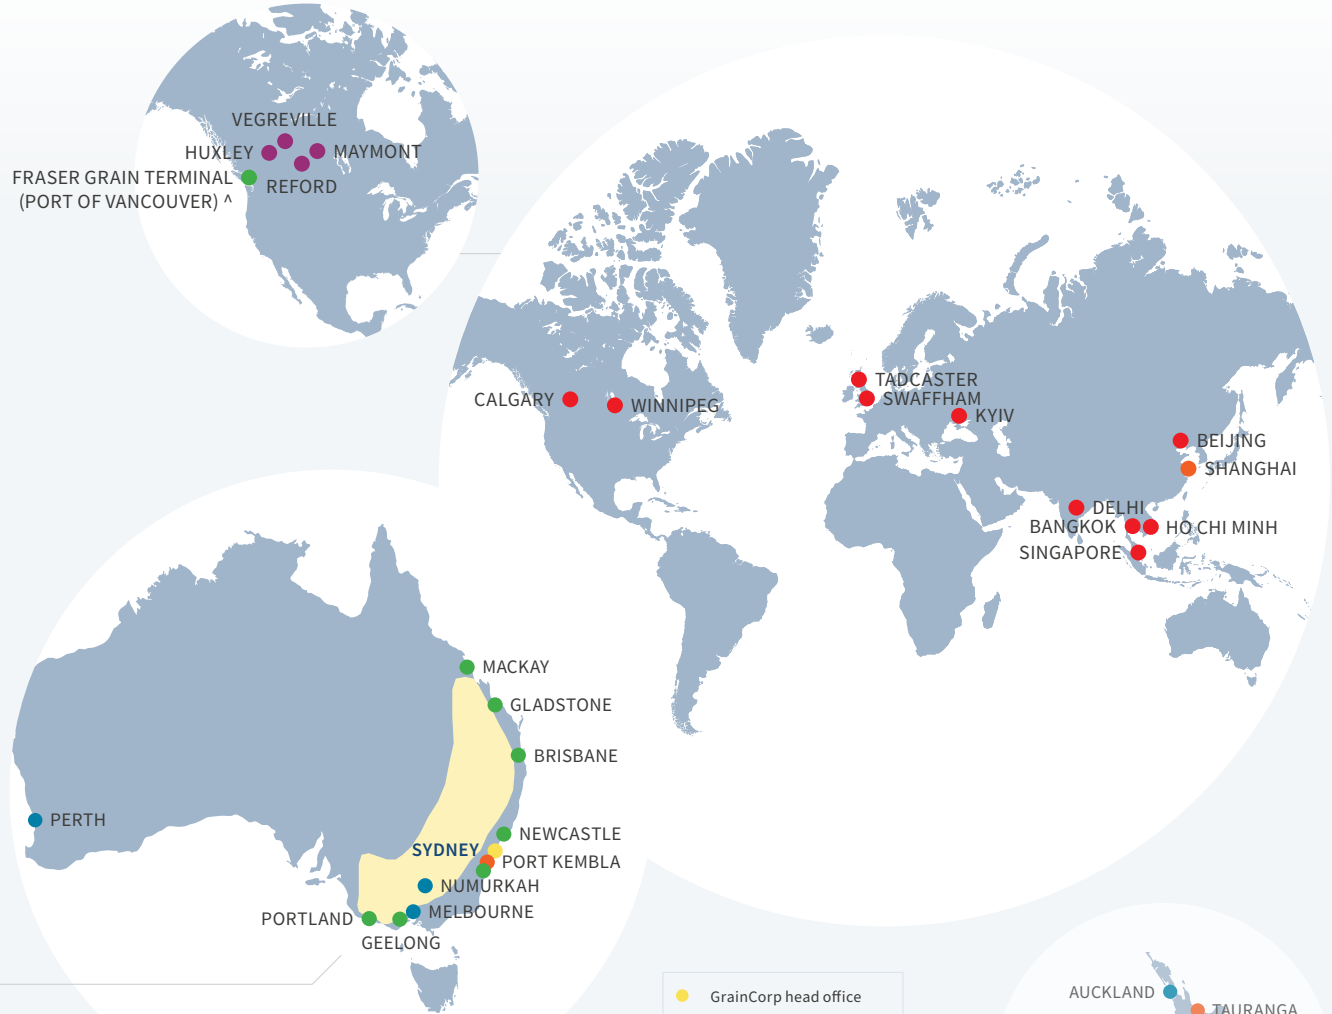 VEGREVILLE
HUXLEY
MAYMONT
FRASER GRAIN TERMINAL
(PORT OF VANCOUVER) ^
REFORD
CALGARY
WINNIPEG
TADCASTER
SWAFFHAM
KYIV
BEIJING
SHANGHAI
DELHI
BANGKOK
HO CHI MINH
SINGAPORE
MACKAY
GLADSTONE
BRISBANE
PERTH
NEWCASTLE
SYDNEY
PORT KEMBLA
NUMURKAH
MELBOURNE
PORTLAND
GEELONG
GrainCorp head office
AUCKLAND
TAURANGA